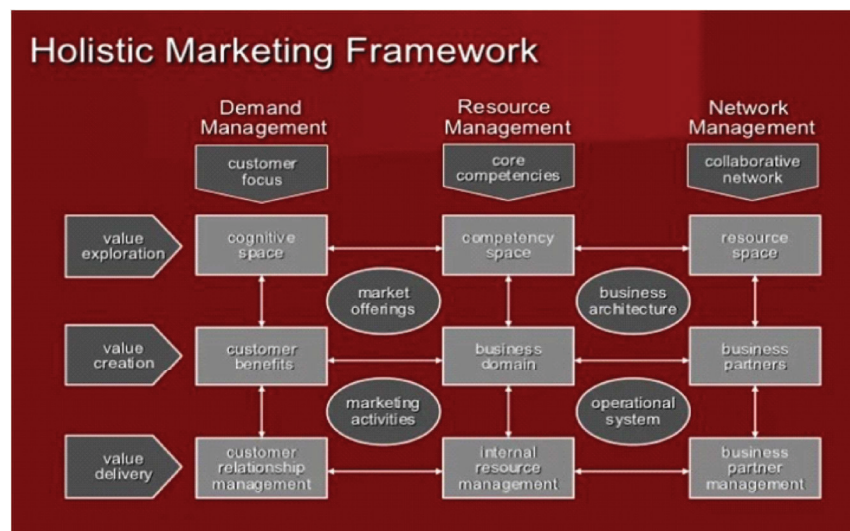 Holistic Marketing Framework
Demand
Management
Resource
Management
Network
Management
customer
focus
core
competencies
collaborative
network
value
exploration
cognitive
space
competency
space
resource
space
market
offerings
business
architecture
value
creation
customer
benefits
business
domain
business
partners
marketing
activities
operational
system
value
delivery
customer
relationship
management
internal
resource
management
business
partner
management